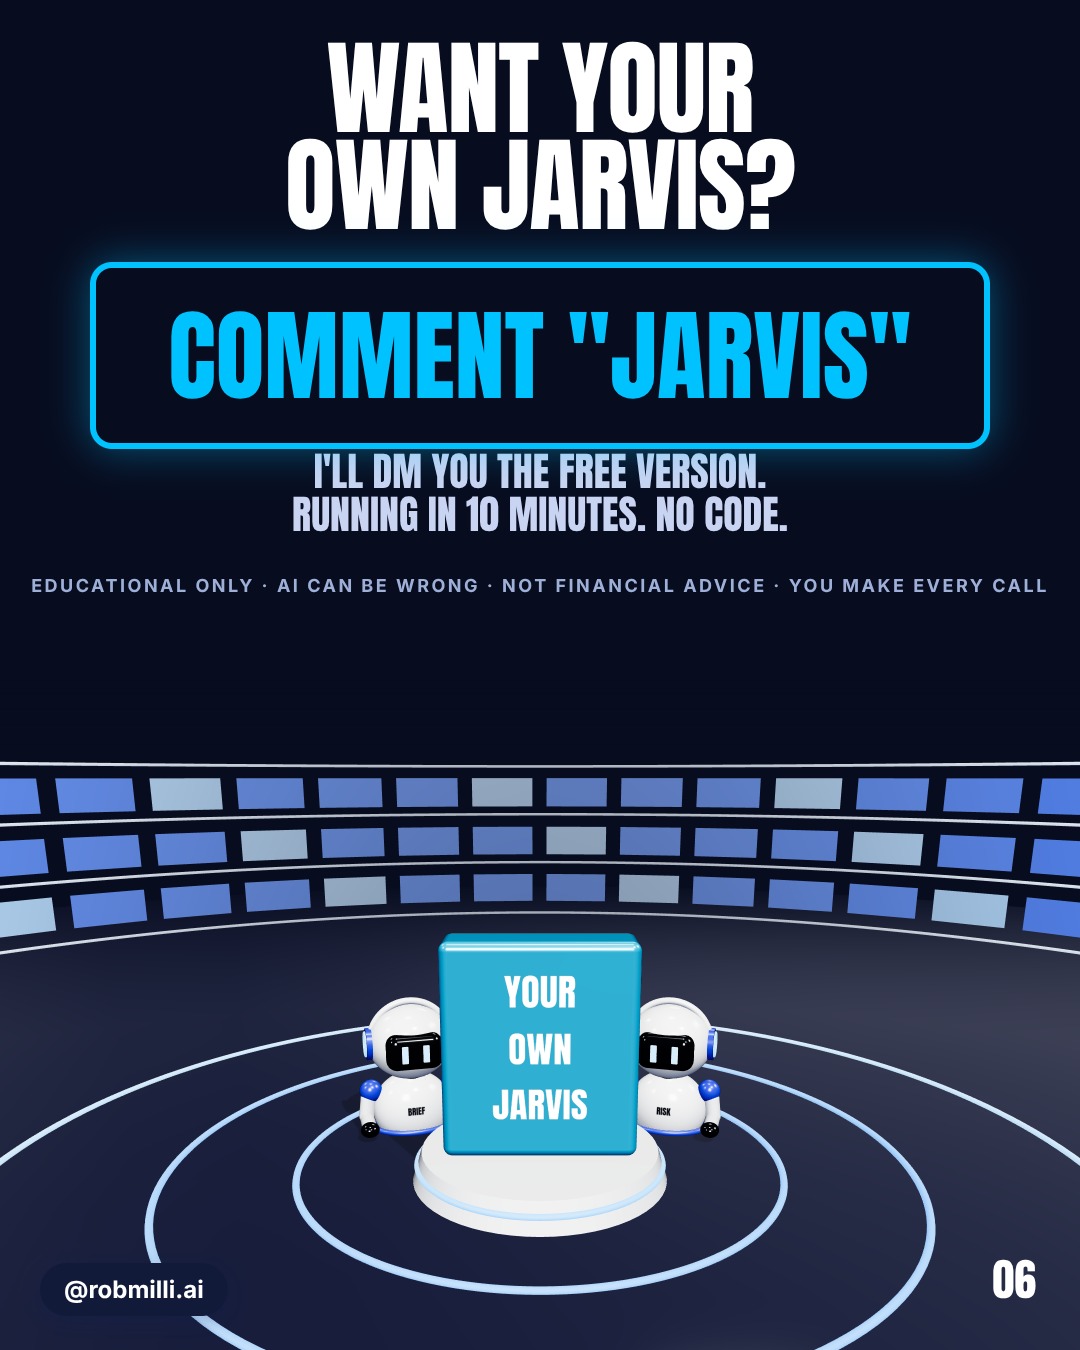 WANT YOUR
OWN JARVIS?
COMMENT "JARVIS"
I'LL DM YOU THE FREE VERSION.
RUNNING IN 10 MINUTES. NO CODE.
EDUCATIONAL ONLY · AI CAN BE WRONG · NOT FINANCIAL ADVICE · YOU MAKE EVERY CALL
YOUR
OWN
JARVIS
BRIEF
RISK
@robmilli.ai
06